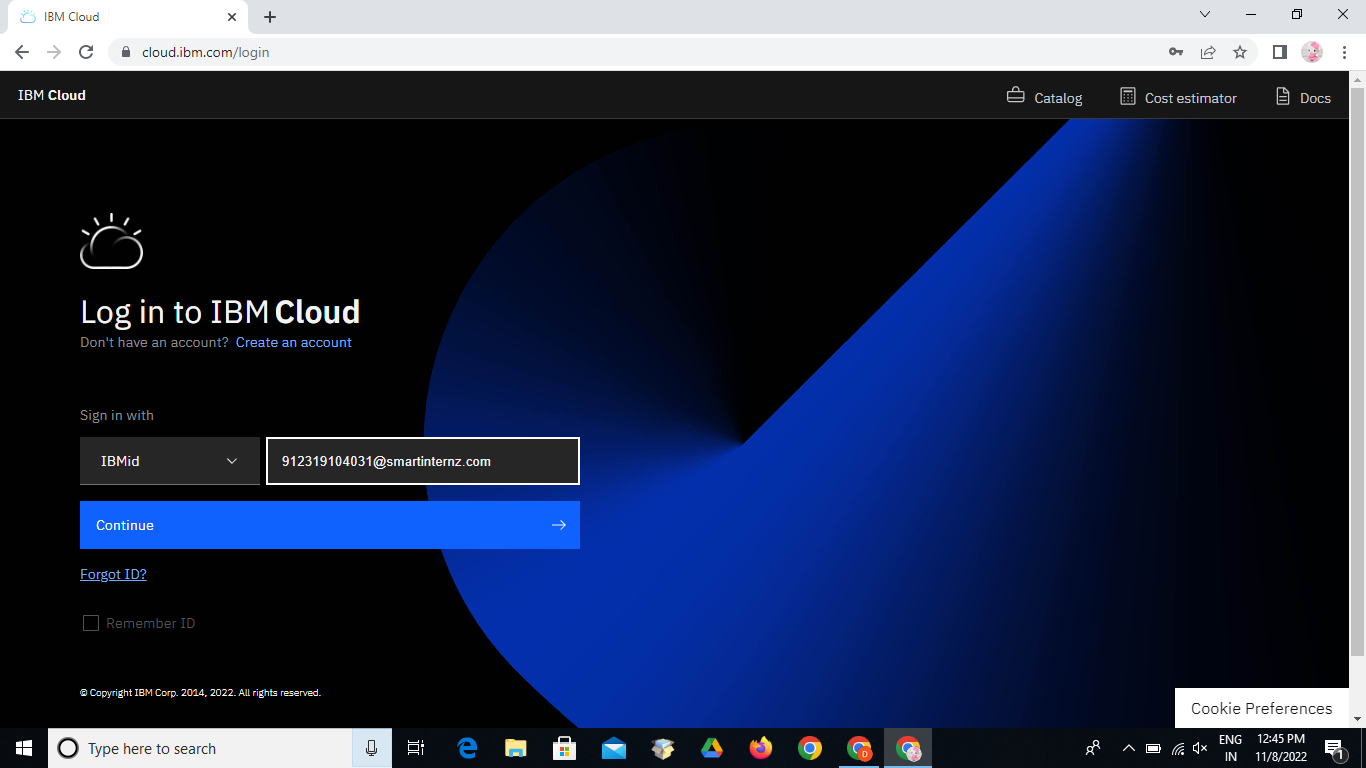 IBM Cloud
cloud.ibm.com/login
IBM Cloud
Catalog
Cost estimator
Docs
Log in to IBM Cloud
Don't have an account? Create an account
Sign in with
IBMid
912319104031@smartinternz.com
Continue
Forgot ID?
Remember ID
© Copyright IBM Corp. 2014, 2022. All rights reserved.
Cookie Preferences
Type here to search
D
ENG
IN
12:45 PM
11/8/2022
1